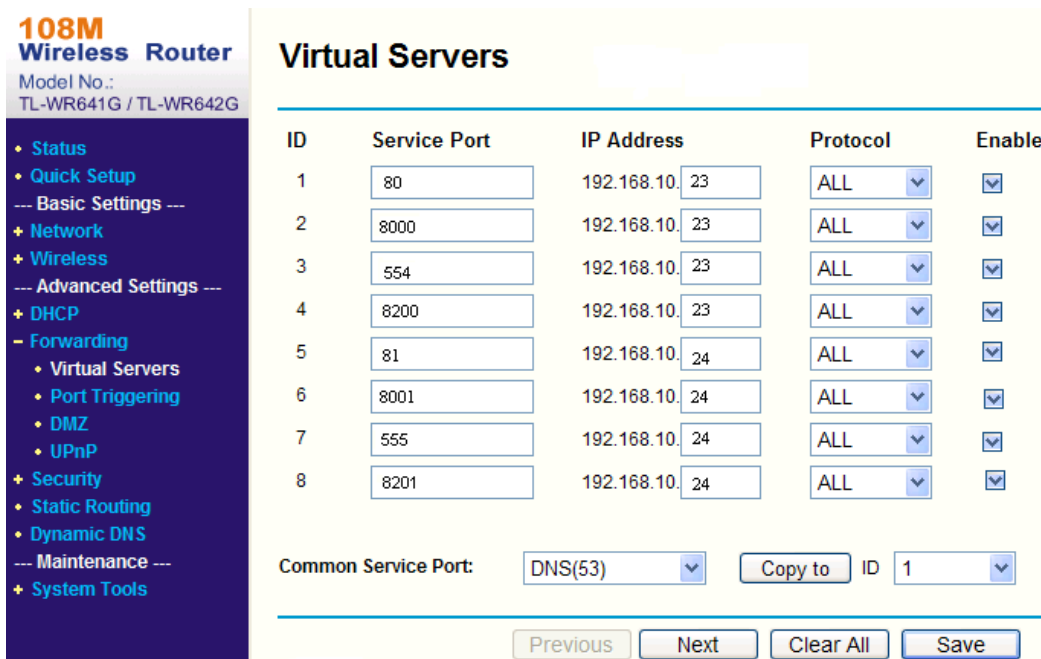 108M
Wireless Router
Model No.:
TL-WR641G / TL-WR642G
Status
Quick Setup
--- Basic Settings ---
Network
Wireless
--- Advanced Settings ---
DHCP
Forwarding
Virtual Servers
Port Triggering
DMZ
UPnP
Security
Static Routing
Dynamic DNS
--- Maintenance ---
System Tools
Virtual Servers
ID Service Port IP Address Protocol Enable
1 80 192.168.10. 23 ALL
2 8000 192.168.10. 23 ALL
3 554 192.168.10. 23 ALL
4 8200 192.168.10. 23 ALL
5 81 192.168.10. 24 ALL
6 8001 192.168.10. 24 ALL
7 555 192.168.10. 24 ALL
8 8201 192.168.10. 24 ALL
Common Service Port: DNS(53) Copy to ID 1
Previous Next Clear All Save